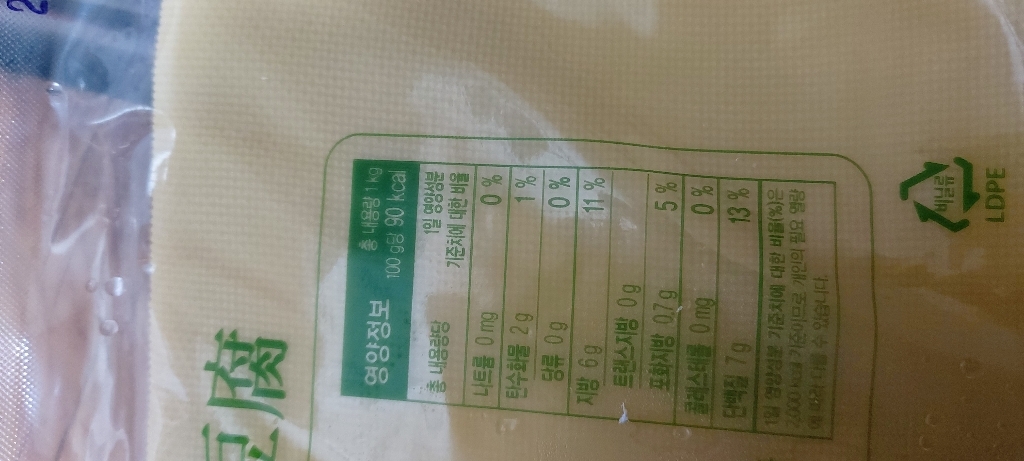 豆腐
영양정보
총 내용량 1 kg
100 g당 90 kcal
총 내용량당
1일 영양성분
기준치에 대한 비율
나트륨 0 mg 0 %
탄수화물 2 g 1 %
당류 0 g 0 %
지방 6 g 11 %
트랜스지방 0 g
포화지방 0.7 g 5 %
콜레스테롤 0 mg 0 %
단백질 7 g 13 %
1일 영양성분 기준치에 대한 비율(%)은
2,000 kcal 기준이므로 개인의 필요 열량
에 따라 다를 수 있습니다.
비닐류
LDPE
2